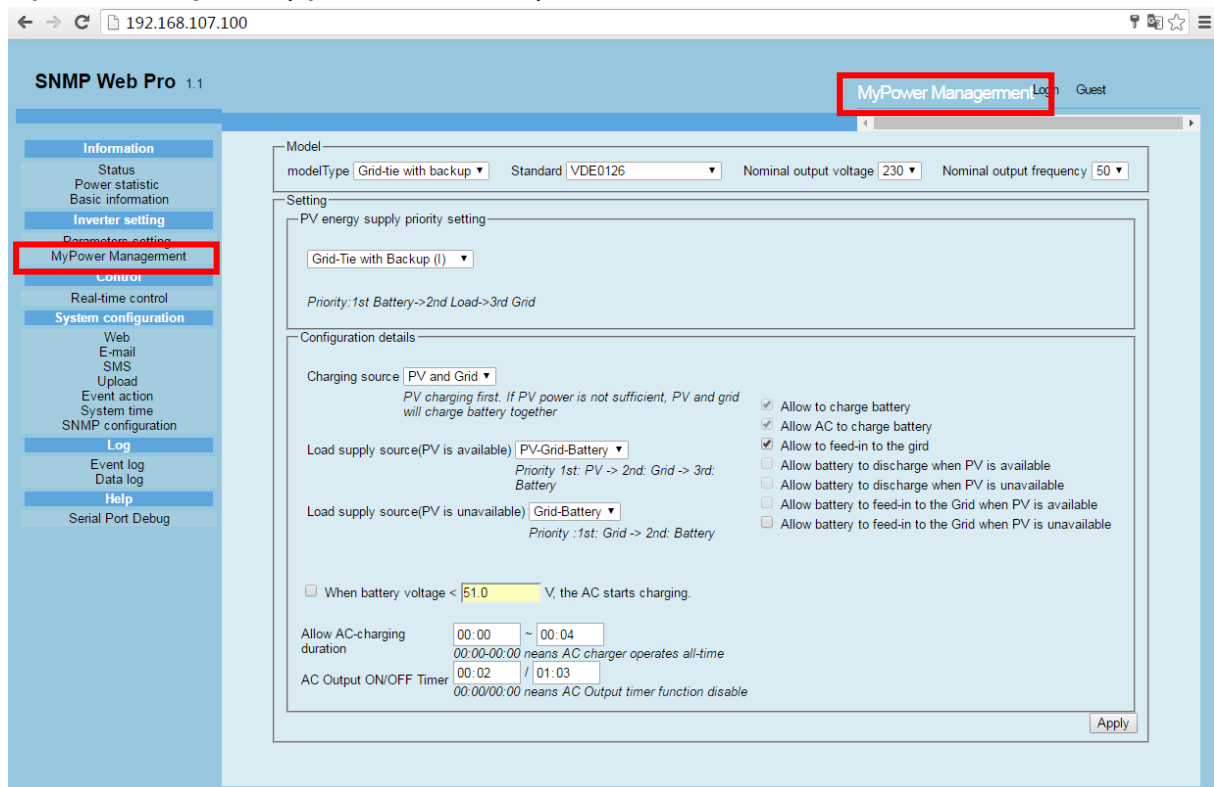 192.168.107.100
SNMP Web Pro 1.1
MyPower Managerment Login Guest
Information
Status
Power statistic
Basic information
Inverter setting
Parameters setting
MyPower Managerment
Control
Real-time control
System configuration
Web
E-mail
SMS
Upload
Event action
System time
SNMP configuration
Log
Event log
Data log
Help
Serial Port Debug
Model
modelType Grid-tie with backup Standard VDE0126 Nominal output voltage 230 Nominal output frequency 50
Setting
PV energy supply priority setting
Grid-Tie with Backup (I)
Priority:1st Battery->2nd Load->3rd Grid
Configuration details
Charging source PV and Grid
PV charging first. If PV power is not sufficient, PV and grid
will charge battery together
Load supply source(PV is available) PV-Grid-Battery
Priority 1st: PV -> 2nd: Grid -> 3rd:
Battery
Load supply source(PV is unavailable) Grid-Battery
Priority :1st: Grid -> 2nd: Battery
Allow to charge battery
Allow AC to charge battery
Allow to feed-in to the gird
Allow battery to discharge when PV is available
Allow battery to discharge when PV is unavailable
Allow battery to feed-in to the Grid when PV is available
Allow battery to feed-in to the Grid when PV is unavailable
When battery voltage < 51.0 V, the AC starts charging.
Allow AC-charging
duration
00:00 ~ 00:04
00:00-00:00 neans AC charger operates all-time
AC Output ON/OFF Timer 00:02 / 01:03
00:00/00:00 neans AC Output timer function disable
Apply